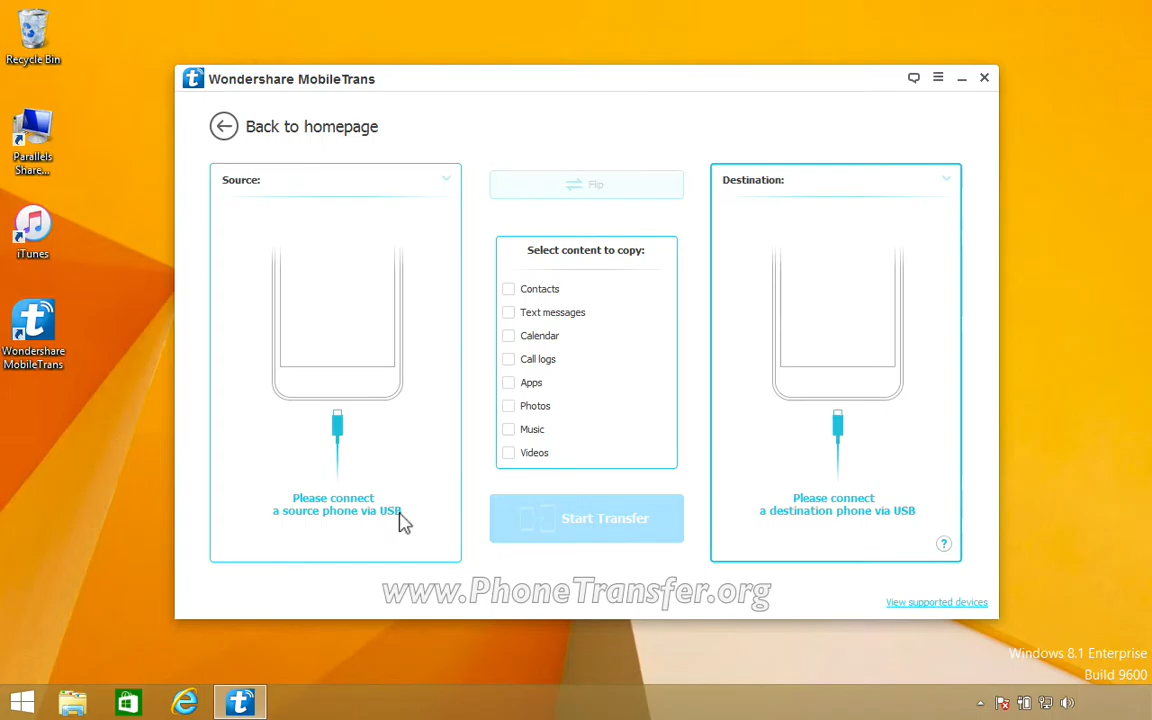 Recycle Bin
Parallels
Share...
iTunes
Wondershare
MobileTrans
Wondershare MobileTrans
Back to homepage
Source:
Please connect
a source phone via USB
Flip
Select content to copy:
Contacts
Text messages
Calendar
Call logs
Apps
Photos
Music
Videos
Start Transfer
Destination:
Please connect
a destination phone via USB
?
www.PhoneTransfer.org
View supported devices
Windows 8.1 Enterprise
Build 9600